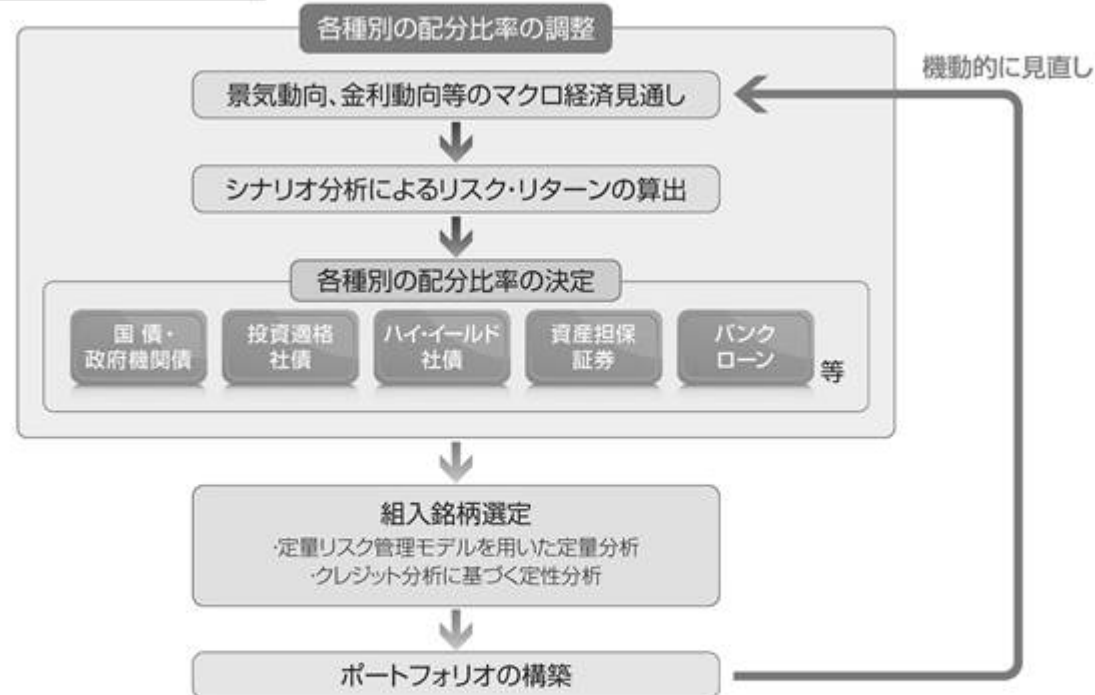 各種別の配分比率の調整
機動的に見直し
景気動向、金利動向等のマクロ経済見通し
シナリオ分析によるリスク・リターンの算出
各種別の配分比率の決定
国債・
政府機関債
投資適格
社債
ハイ・イールド
社債
資産担保
証券
バンク
ローン
等
組入銘柄選定
・定量リスク管理モデルを用いた定量分析
・クレジット分析に基づく定性分析
ポートフォリオの構築